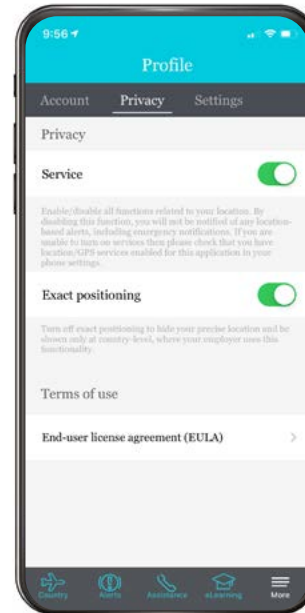 9:56
Profile
Account Privacy Settings
Privacy
Service
Enable/disable all functions related to your location. By
disabling this function, you will not be notified of any location-
based alerts, including emergency notifications. If you are
unable to turn on services then please check that you have
location/GPS services enabled for this application in your
phone settings.
Exact positioning
Turn off exact positioning to hide your precise location and be
shown only at country-level, where your employer uses this
functionality.
Terms of use
End-user license agreement (EULA)
Country Alerts Assistance eLearning More